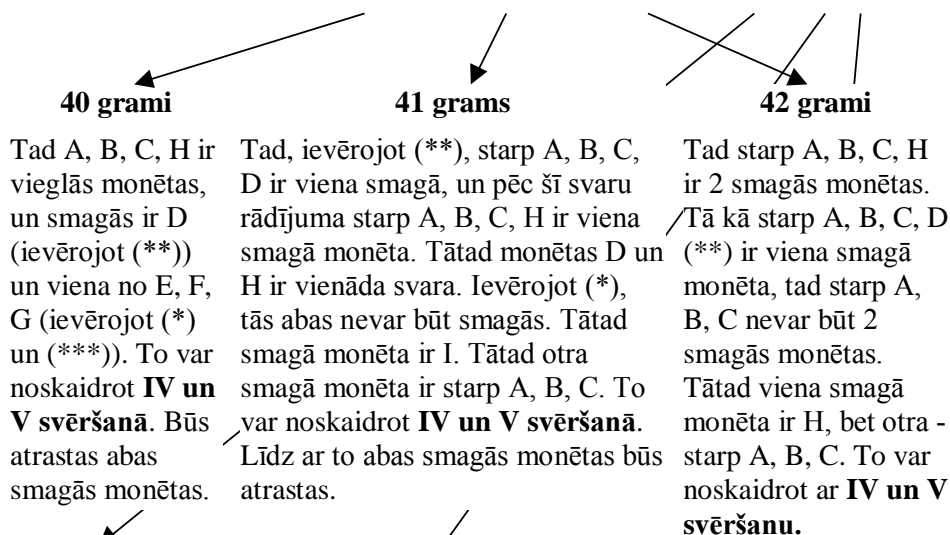 40 grami
Tad A, B, C, H ir
vieglās monētas,
un smagās ir D
(ievērojot (**))
un viena no E, F,
G (ievērojot (*)
un (***)). To var
noskaidrot IV un
V svēršanā. Būs
atrastas abas
smagās monētas.
41 grams
Tad, ievērojot (**), starp A, B, C,
D ir viena smagā, un pēc šī svaru
rādījuma starp A, B, C, H ir viena
smagā monēta. Tātad monētas D un
H ir vienāda svara. Ievērojot (*),
tās abas nevar būt smagās. Tātad
smagā monēta ir I. Tātad otra
smagā monēta ir starp A, B, C. To
var noskaidrot IV un V svēršanā.
Līdz ar to abas smagās monētas būs
atrastas.
42 grami
Tad starp A, B, C, H
ir 2 smagās monētas.
Tā kā starp A, B, C, D
(**) ir viena smagā
monēta, tad starp A,
B, C nevar būt 2
smagās monētas.
Tātad viena smagā
monēta ir H, bet otra -
starp A, B, C. To var
noskaidrot ar IV un V
svēršanu.